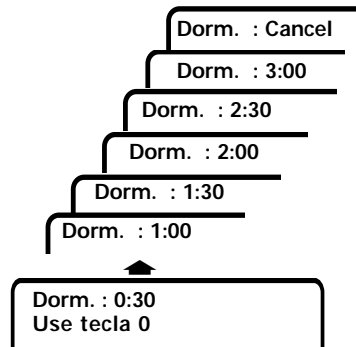 Dorm. : Cancel
Dorm. : 3:00
Dorm. : 2:30
Dorm. : 2:00
Dorm. : 1:30
Dorm. : 1:00
Dorm. : 0:30
Use tecla 0